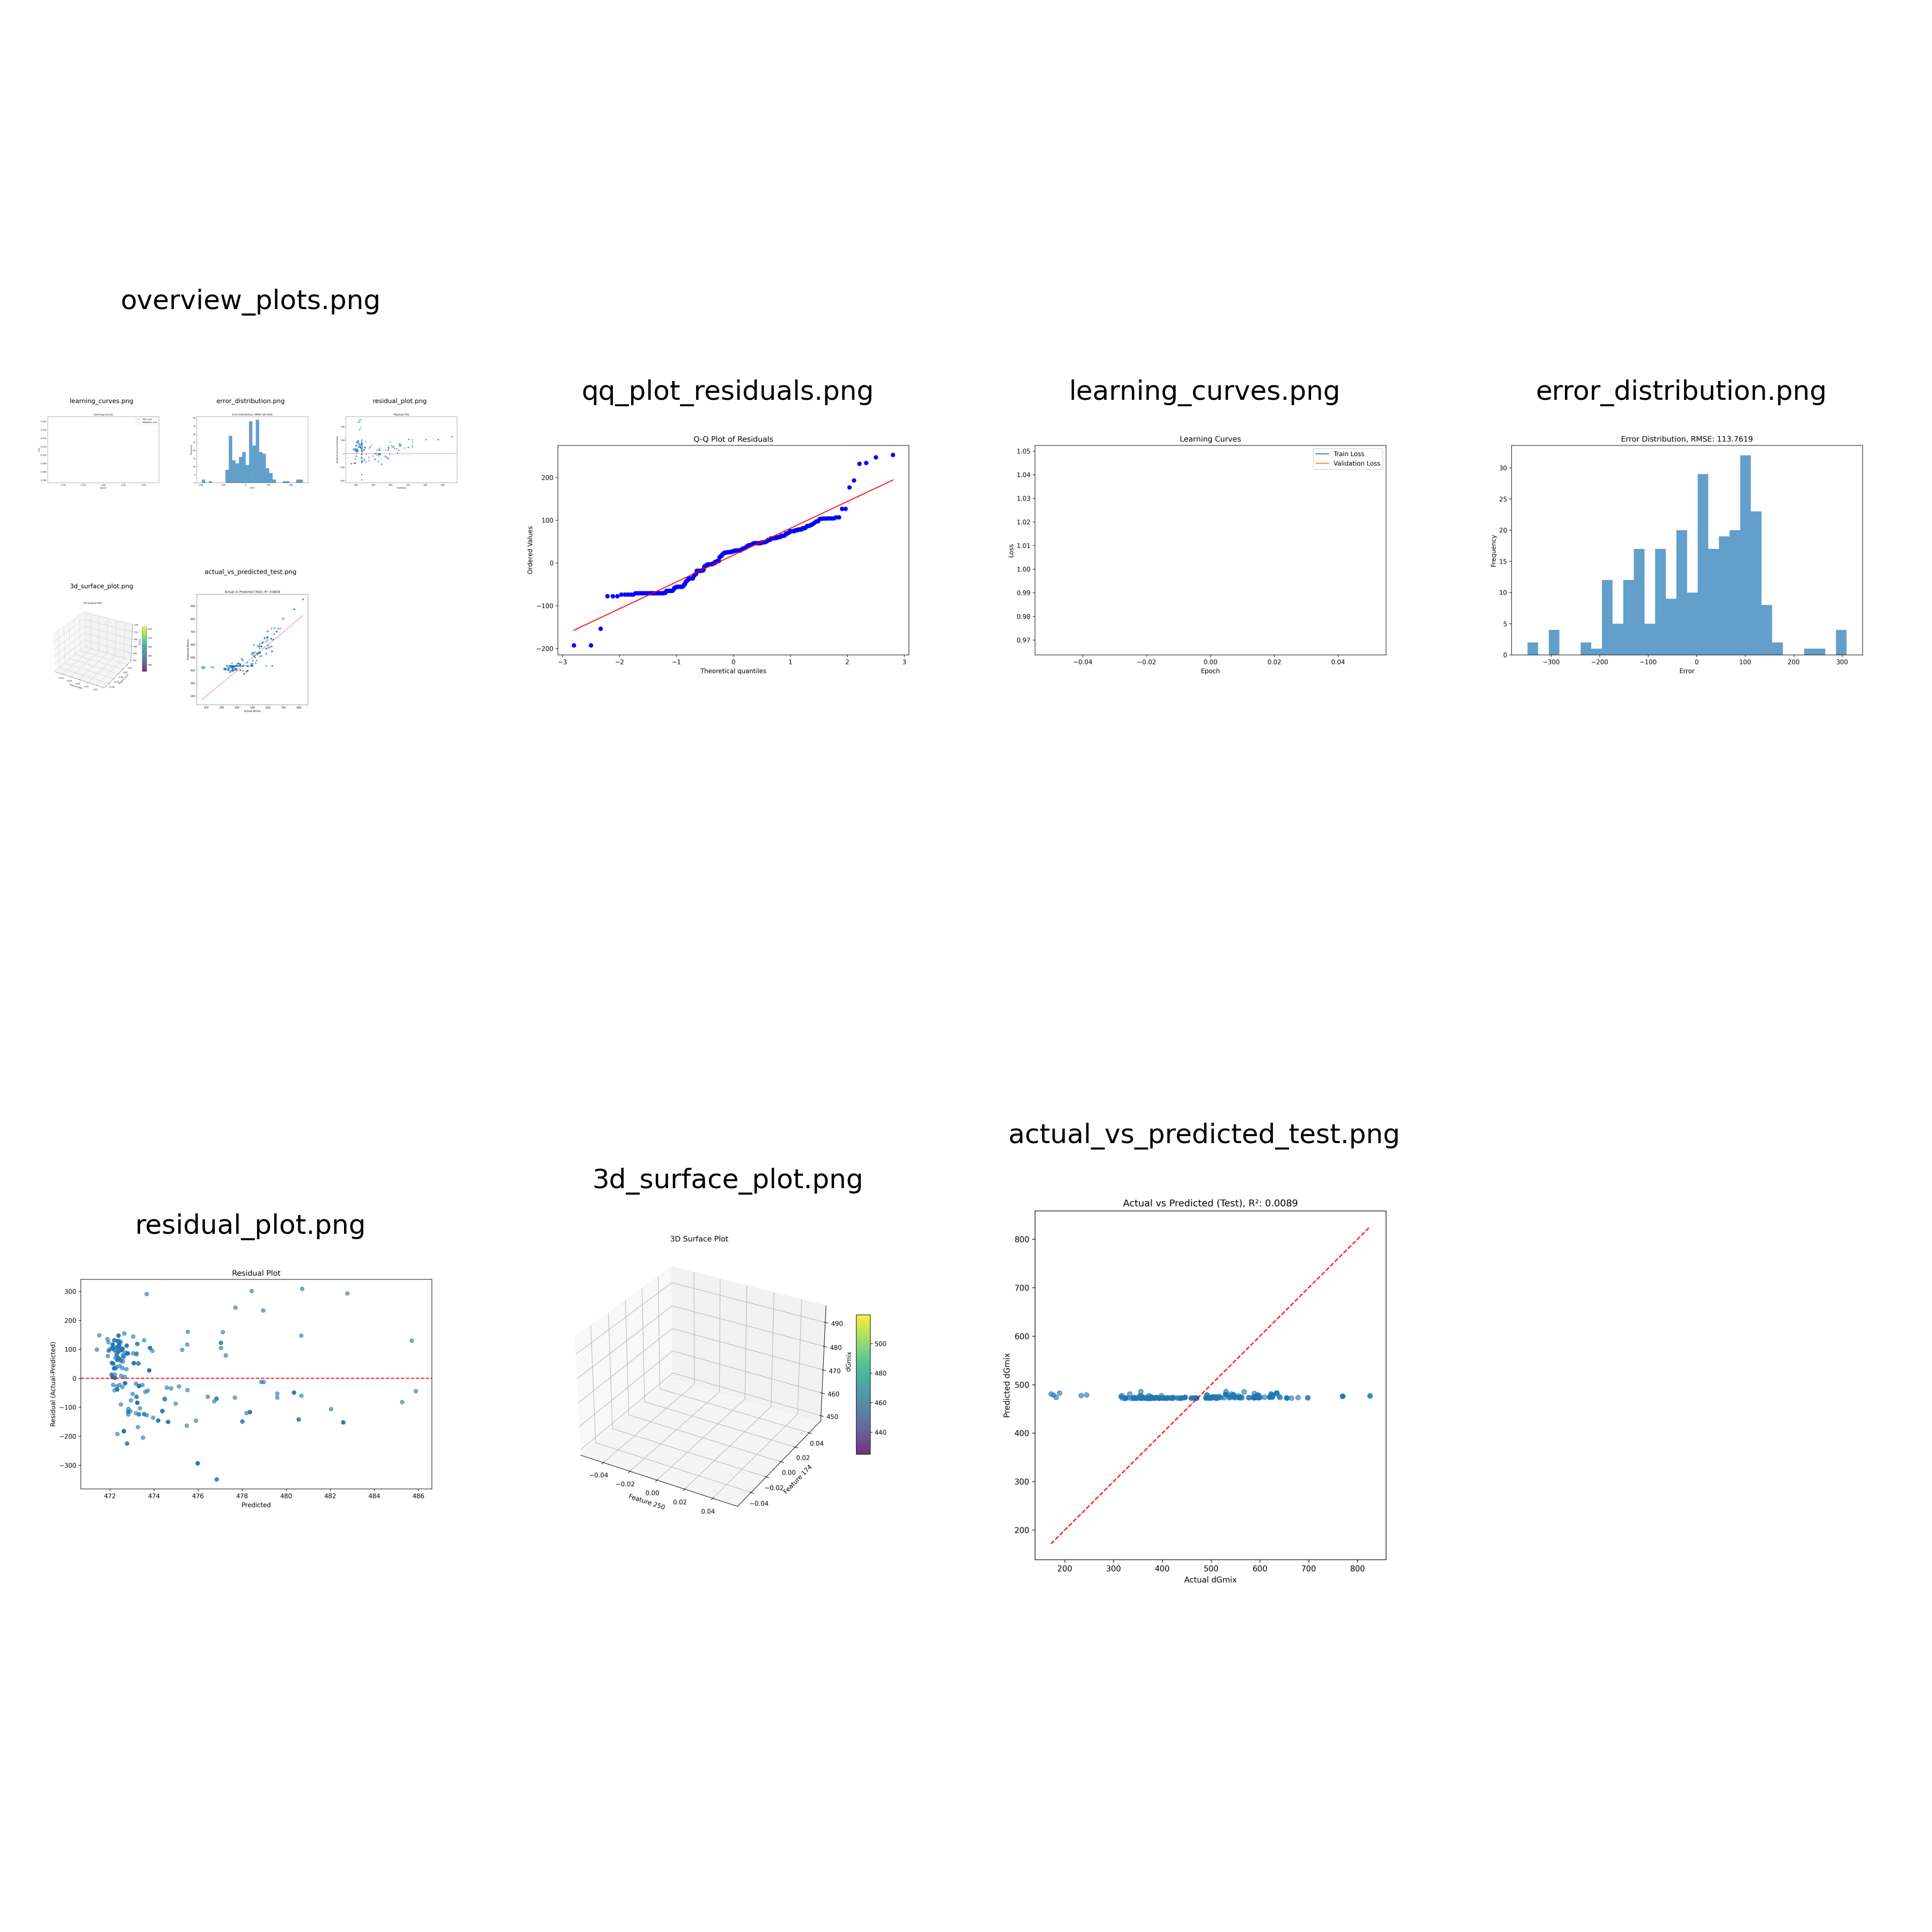 overview_plots.png
learning_curves.png
error_distribution.png
residual_plot.png
Learning Curves
Residual Plot
3d_surface_plot.png
actual_vs_predicted_test.png
3D Surface Plot
qq_plot_residuals.png
Q-Q Plot of Residuals
Ordered Values
200
100
0
−100
−200
−3
−2
−1
0
1
2
3
Theoretical quantiles
learning_curves.png
Learning Curves
Train Loss
Validation Loss
Loss
1.05
1.04
1.03
1.02
1.01
1.00
0.99
0.98
0.97
−0.04
−0.02
0.00
0.02
0.04
Epoch
error_distribution.png
Error Distribution, RMSE: 113.7619
Frequency
30
25
20
15
10
5
0
−300
−200
−100
0
100
200
300
Error
residual_plot.png
Residual Plot
Residual (Actual-Predicted)
300
200
100
0
−100
−200
−300
472
474
476
478
480
482
484
486
Predicted
3d_surface_plot.png
3D Surface Plot
490
480
470
460
450
dGmix
500
480
460
440
−0.04
−0.02
0.00
0.02
0.04
Feature 250
−0.04
−0.02
0.00
0.02
0.04
Feature 174
actual_vs_predicted_test.png
Actual vs Predicted (Test), R²: 0.0089
Predicted dGmix
800
700
600
500
400
300
200
200
300
400
500
600
700
800
Actual dGmix